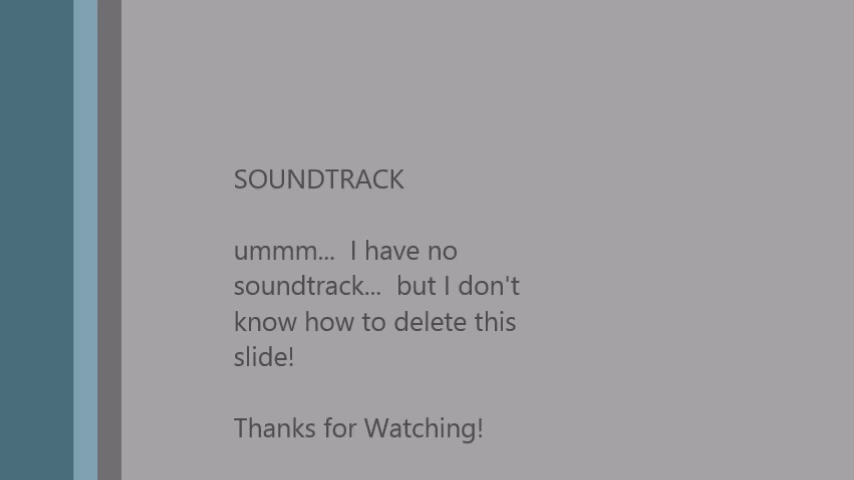 SOUNDTRACK
ummm...  I have no
soundtrack...  but I don't
know how to delete this
slide!
Thanks for Watching!